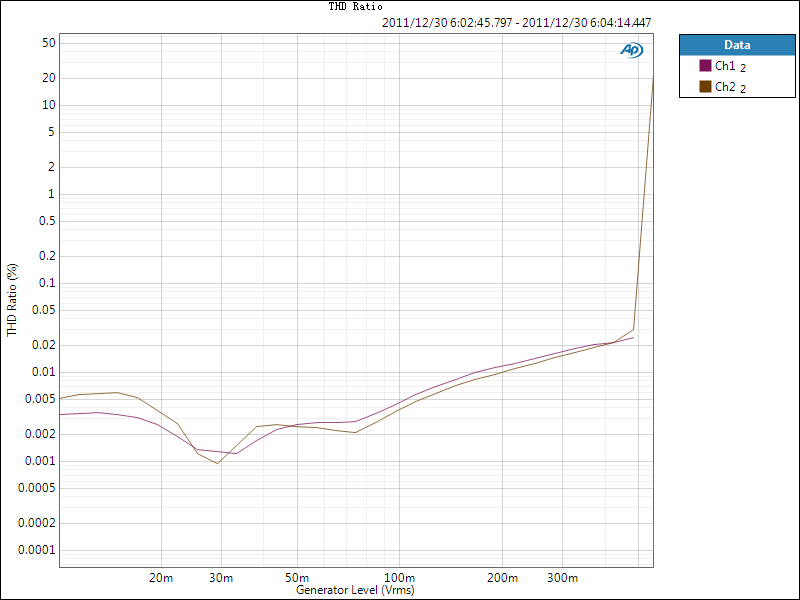 THD Ratio
2011/12/30 6:02:45.797 - 2011/12/30 6:04:14.447
AP
Data
Ch1 2
Ch2 2
THD Ratio (%)
50
20
10
5
2
1
0.5
0.2
0.1
0.05
0.02
0.01
0.005
0.002
0.001
0.0005
0.0002
0.0001
20m
30m
50m
100m
200m
300m
Generator Level (Vrms)